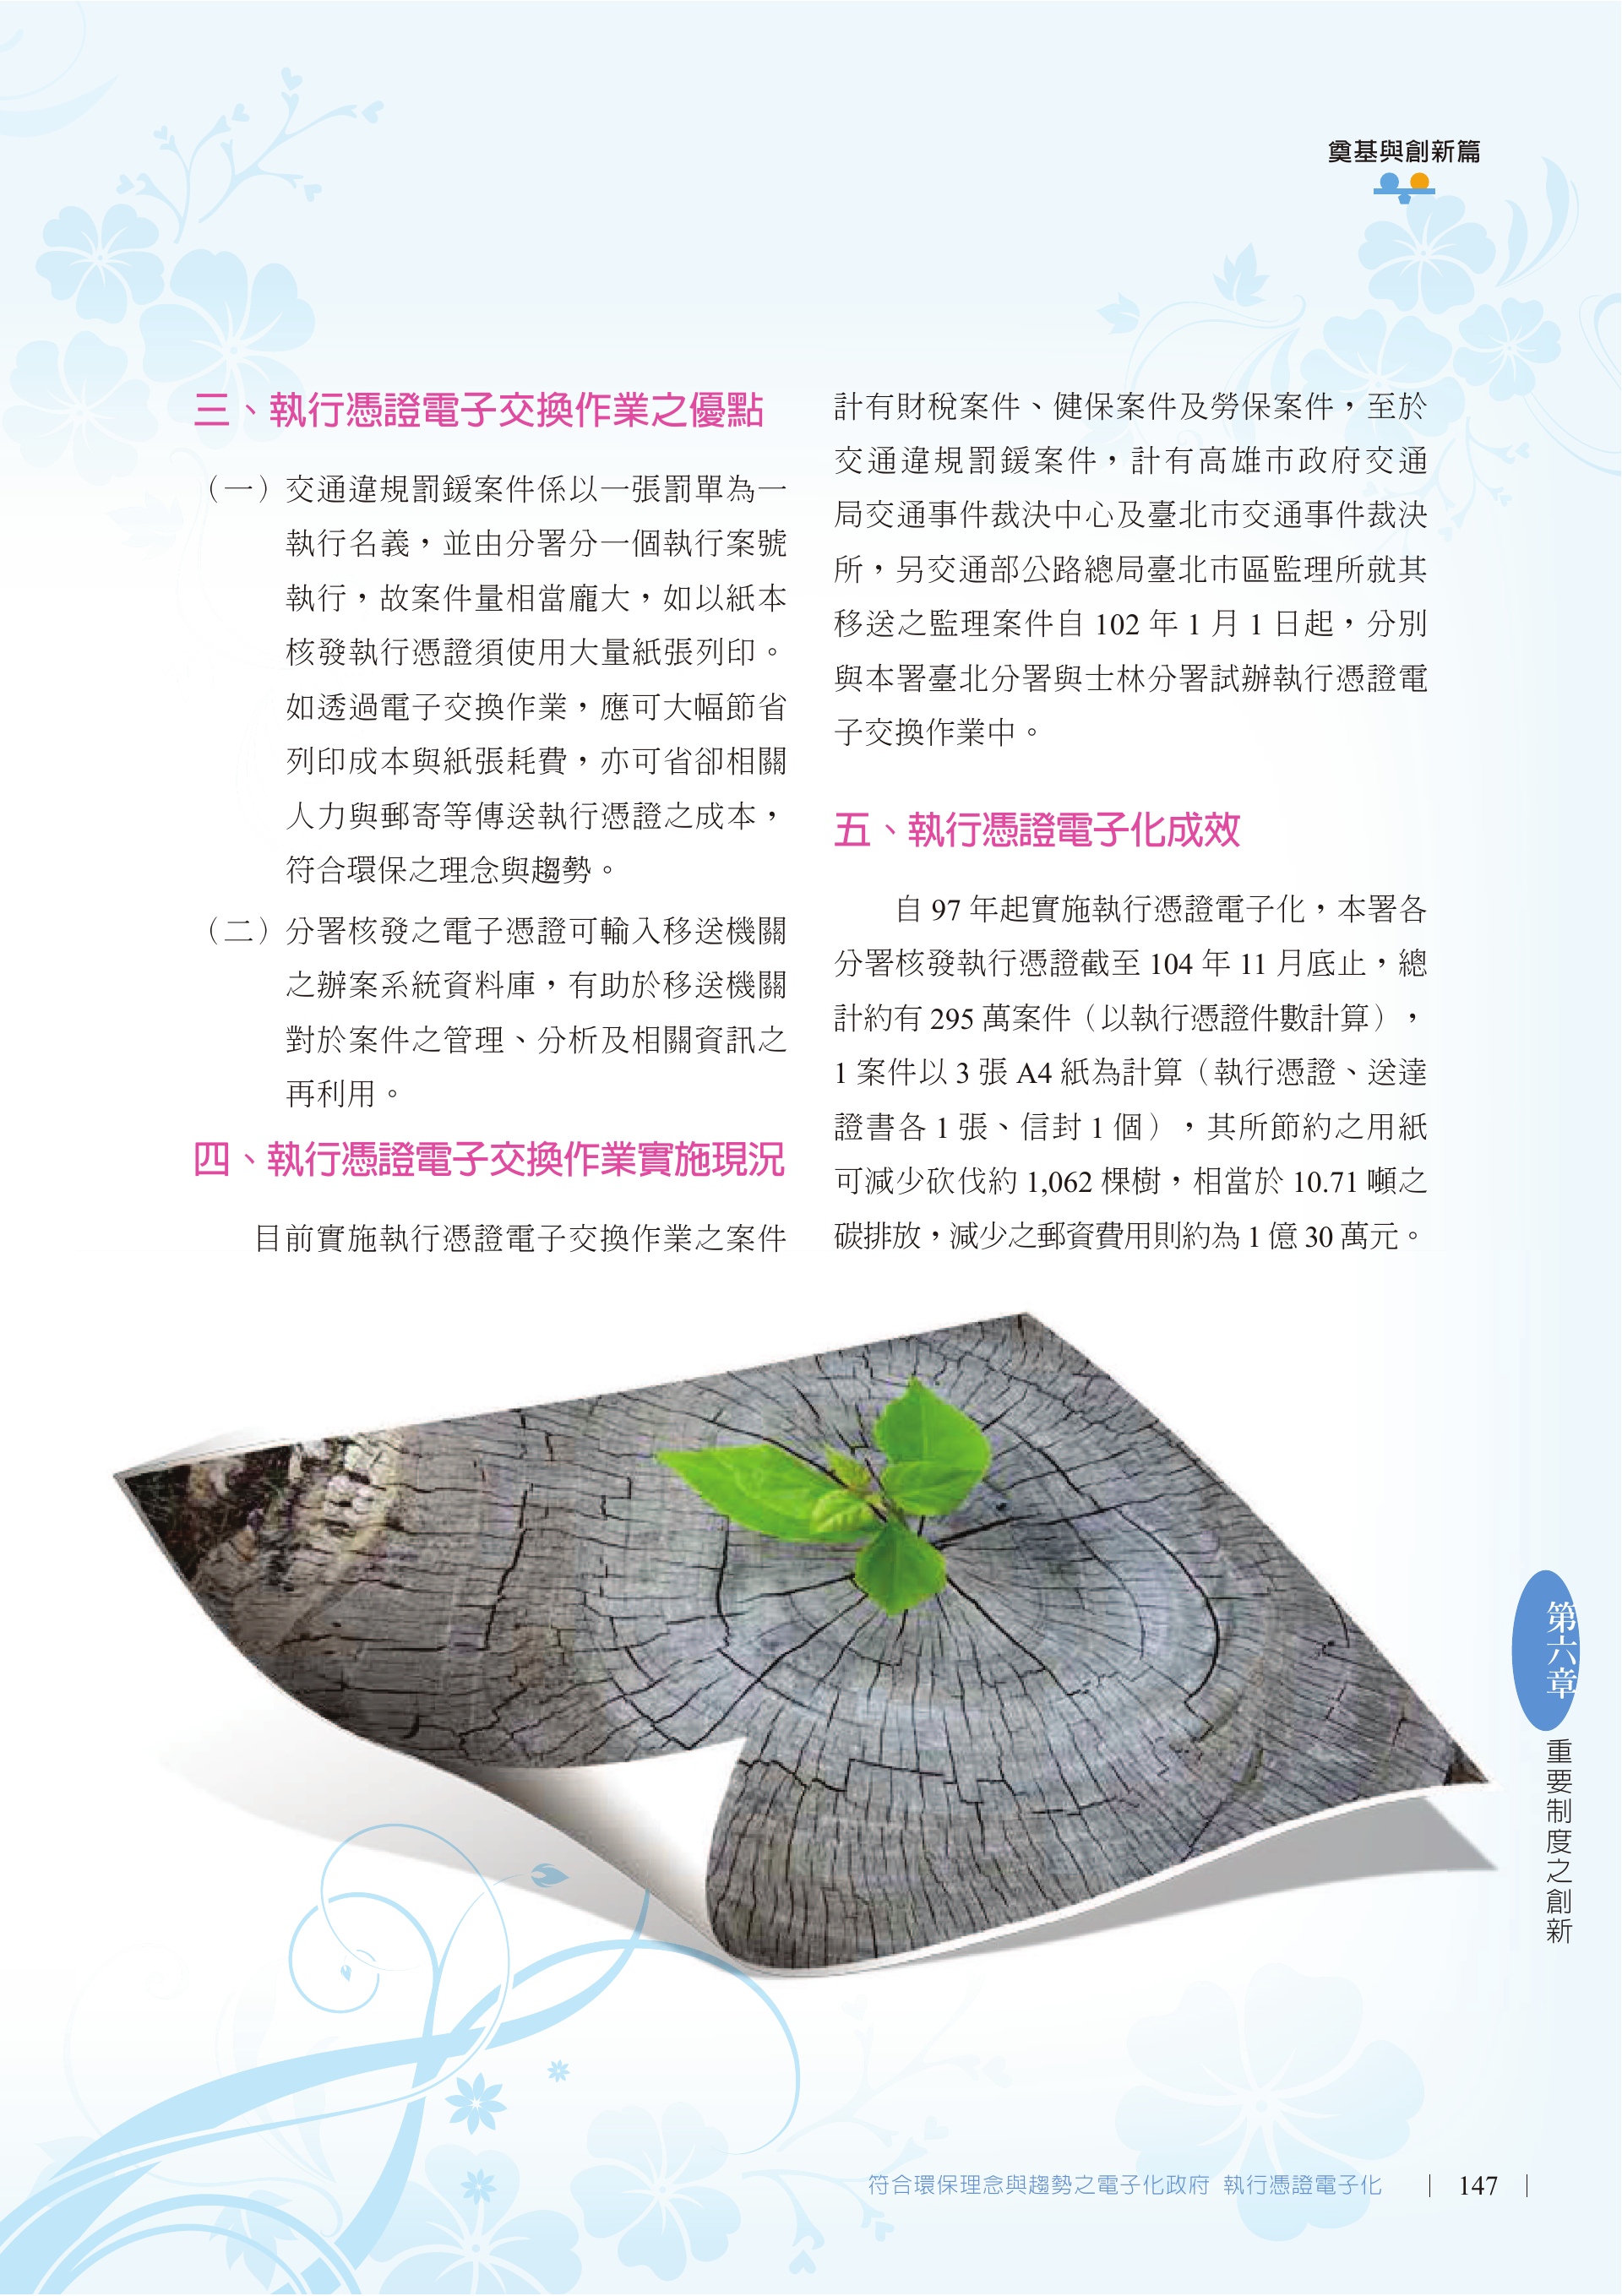 奠基與創新篇
三、執行憑證電子交換作業之優點
（一）交通違規罰鍰案件係以一張罰單為一
執行名義，並由分署分一個執行案號
執行，故案件量相當龐大，如以紙本
核發執行憑證須使用大量紙張列印。
如透過電子交換作業，應可大幅節省
列印成本與紙張耗費，亦可省卻相關
人力與郵寄等傳送執行憑證之成本，
符合環保之理念與趨勢。
（二）分署核發之電子憑證可輸入移送機關
之辦案系統資料庫，有助於移送機關
對於案件之管理、分析及相關資訊之
再利用。
四、執行憑證電子交換作業實施現況
目前實施執行憑證電子交換作業之案件
計有財稅案件、健保案件及勞保案件，至於
交通違規罰鍰案件，計有高雄市政府交通
局交通事件裁決中心及臺北市交通事件裁決
所，另交通部公路總局臺北市區監理所就其
移送之監理案件自 102 年 1 月 1 日起，分別
與本署臺北分署與士林分署試辦執行憑證電
子交換作業中。
五、執行憑證電子化成效
自 97 年起實施執行憑證電子化，本署各
分署核發執行憑證截至 104 年 11 月底止，總
計約有 295 萬案件（以執行憑證件數計算），
1 案件以 3 張 A4 紙為計算（執行憑證、送達
證書各 1 張、信封 1 個），其所節約之用紙
可減少砍伐約 1,062 棵樹，相當於 10.71 噸之
碳排放，減少之郵資費用則約為 1 億 30 萬元。
第六章
重要制度之創新
符合環保理念與趨勢之電子化政府 執行憑證電子化
147